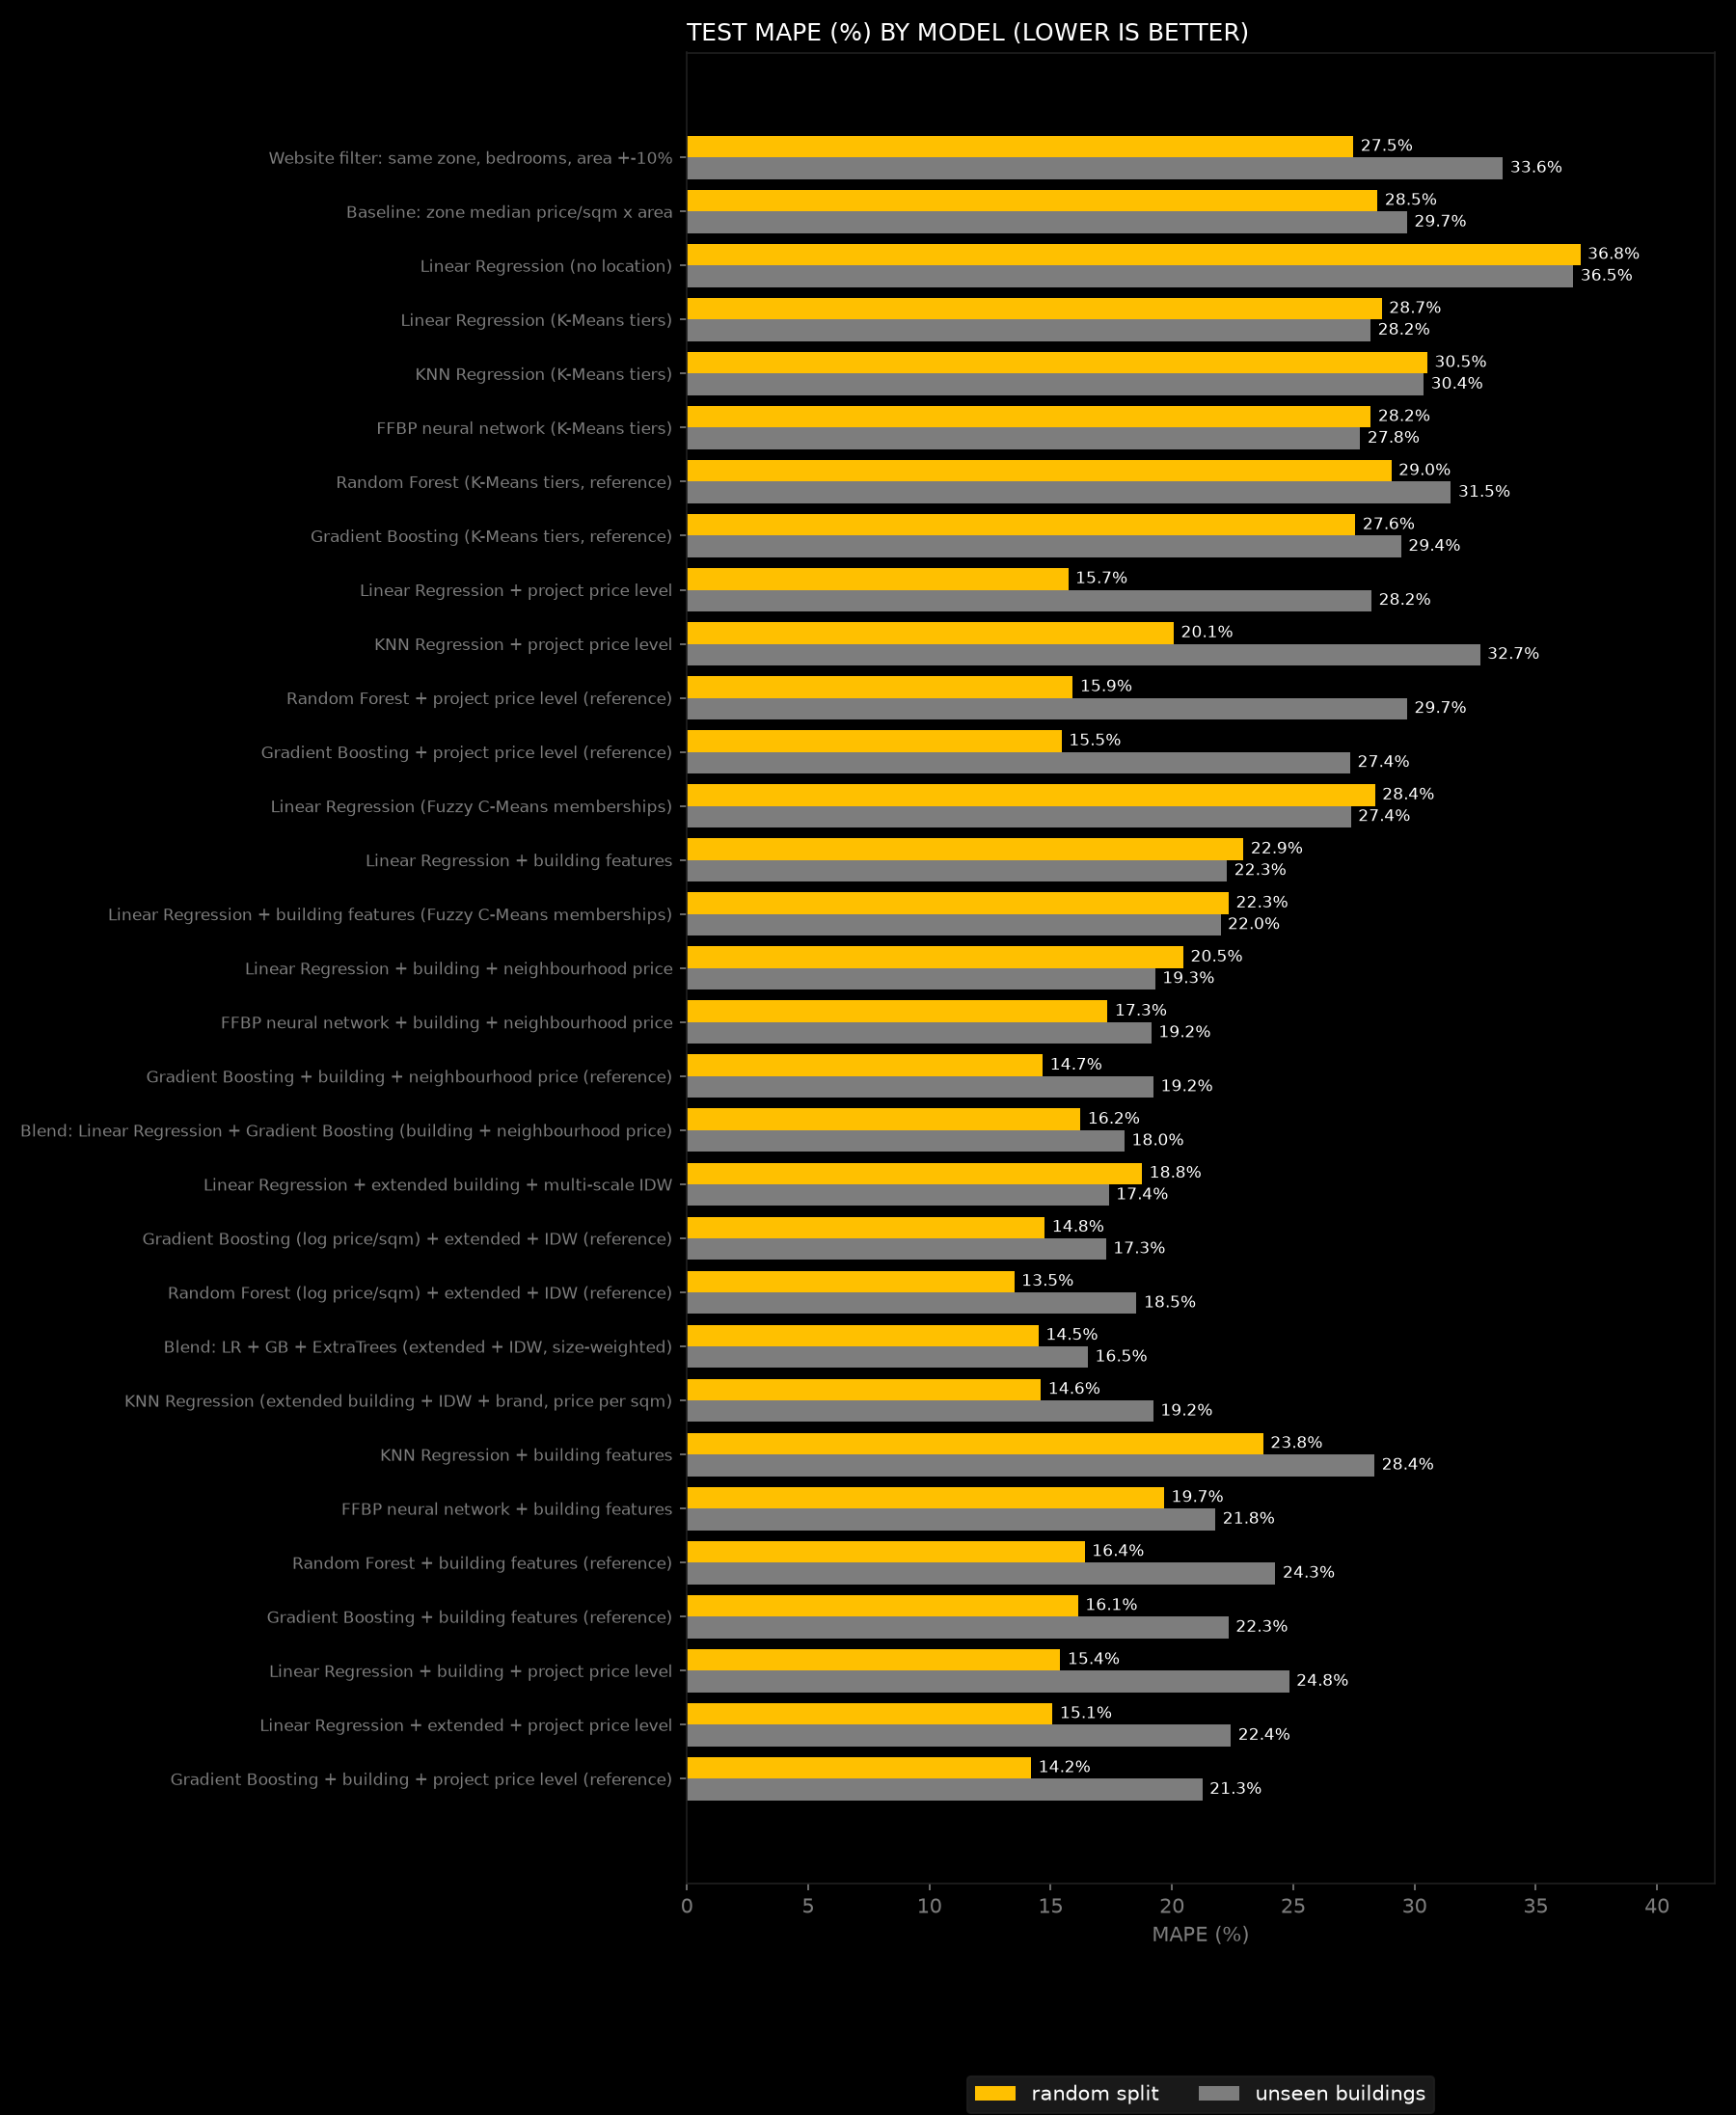 TEST MAPE (%) BY MODEL (LOWER IS BETTER)
Website filter: same zone, bedrooms, area +-10%
27.5%
33.6%
Baseline: zone median price/sqm x area
28.5%
29.7%
Linear Regression (no location)
36.8%
36.5%
Linear Regression (K-Means tiers)
28.7%
28.2%
KNN Regression (K-Means tiers)
30.5%
30.4%
FFBP neural network (K-Means tiers)
28.2%
27.8%
Random Forest (K-Means tiers, reference)
29.0%
31.5%
Gradient Boosting (K-Means tiers, reference)
27.6%
29.4%
Linear Regression + project price level
15.7%
28.2%
KNN Regression + project price level
20.1%
32.7%
Random Forest + project price level (reference)
15.9%
29.7%
Gradient Boosting + project price level (reference)
15.5%
27.4%
Linear Regression (Fuzzy C-Means memberships)
28.4%
27.4%
Linear Regression + building features
22.9%
22.3%
Linear Regression + building features (Fuzzy C-Means memberships)
22.3%
22.0%
Linear Regression + building + neighbourhood price
20.5%
19.3%
FFBP neural network + building + neighbourhood price
17.3%
19.2%
Gradient Boosting + building + neighbourhood price (reference)
14.7%
19.2%
Blend: Linear Regression + Gradient Boosting (building + neighbourhood price)
16.2%
18.0%
Linear Regression + extended building + multi-scale IDW
18.8%
17.4%
Gradient Boosting (log price/sqm) + extended + IDW (reference)
14.8%
17.3%
Random Forest (log price/sqm) + extended + IDW (reference)
13.5%
18.5%
Blend: LR + GB + ExtraTrees (extended + IDW, size-weighted)
14.5%
16.5%
KNN Regression (extended building + IDW + brand, price per sqm)
14.6%
19.2%
KNN Regression + building features
23.8%
28.4%
FFBP neural network + building features
19.7%
21.8%
Random Forest + building features (reference)
16.4%
24.3%
Gradient Boosting + building features (reference)
16.1%
22.3%
Linear Regression + building + project price level
15.4%
24.8%
Linear Regression + extended + project price level
15.1%
22.4%
Gradient Boosting + building + project price level (reference)
14.2%
21.3%
0 5 10 15 20 25 30 35 40
MAPE (%)
random split unseen buildings